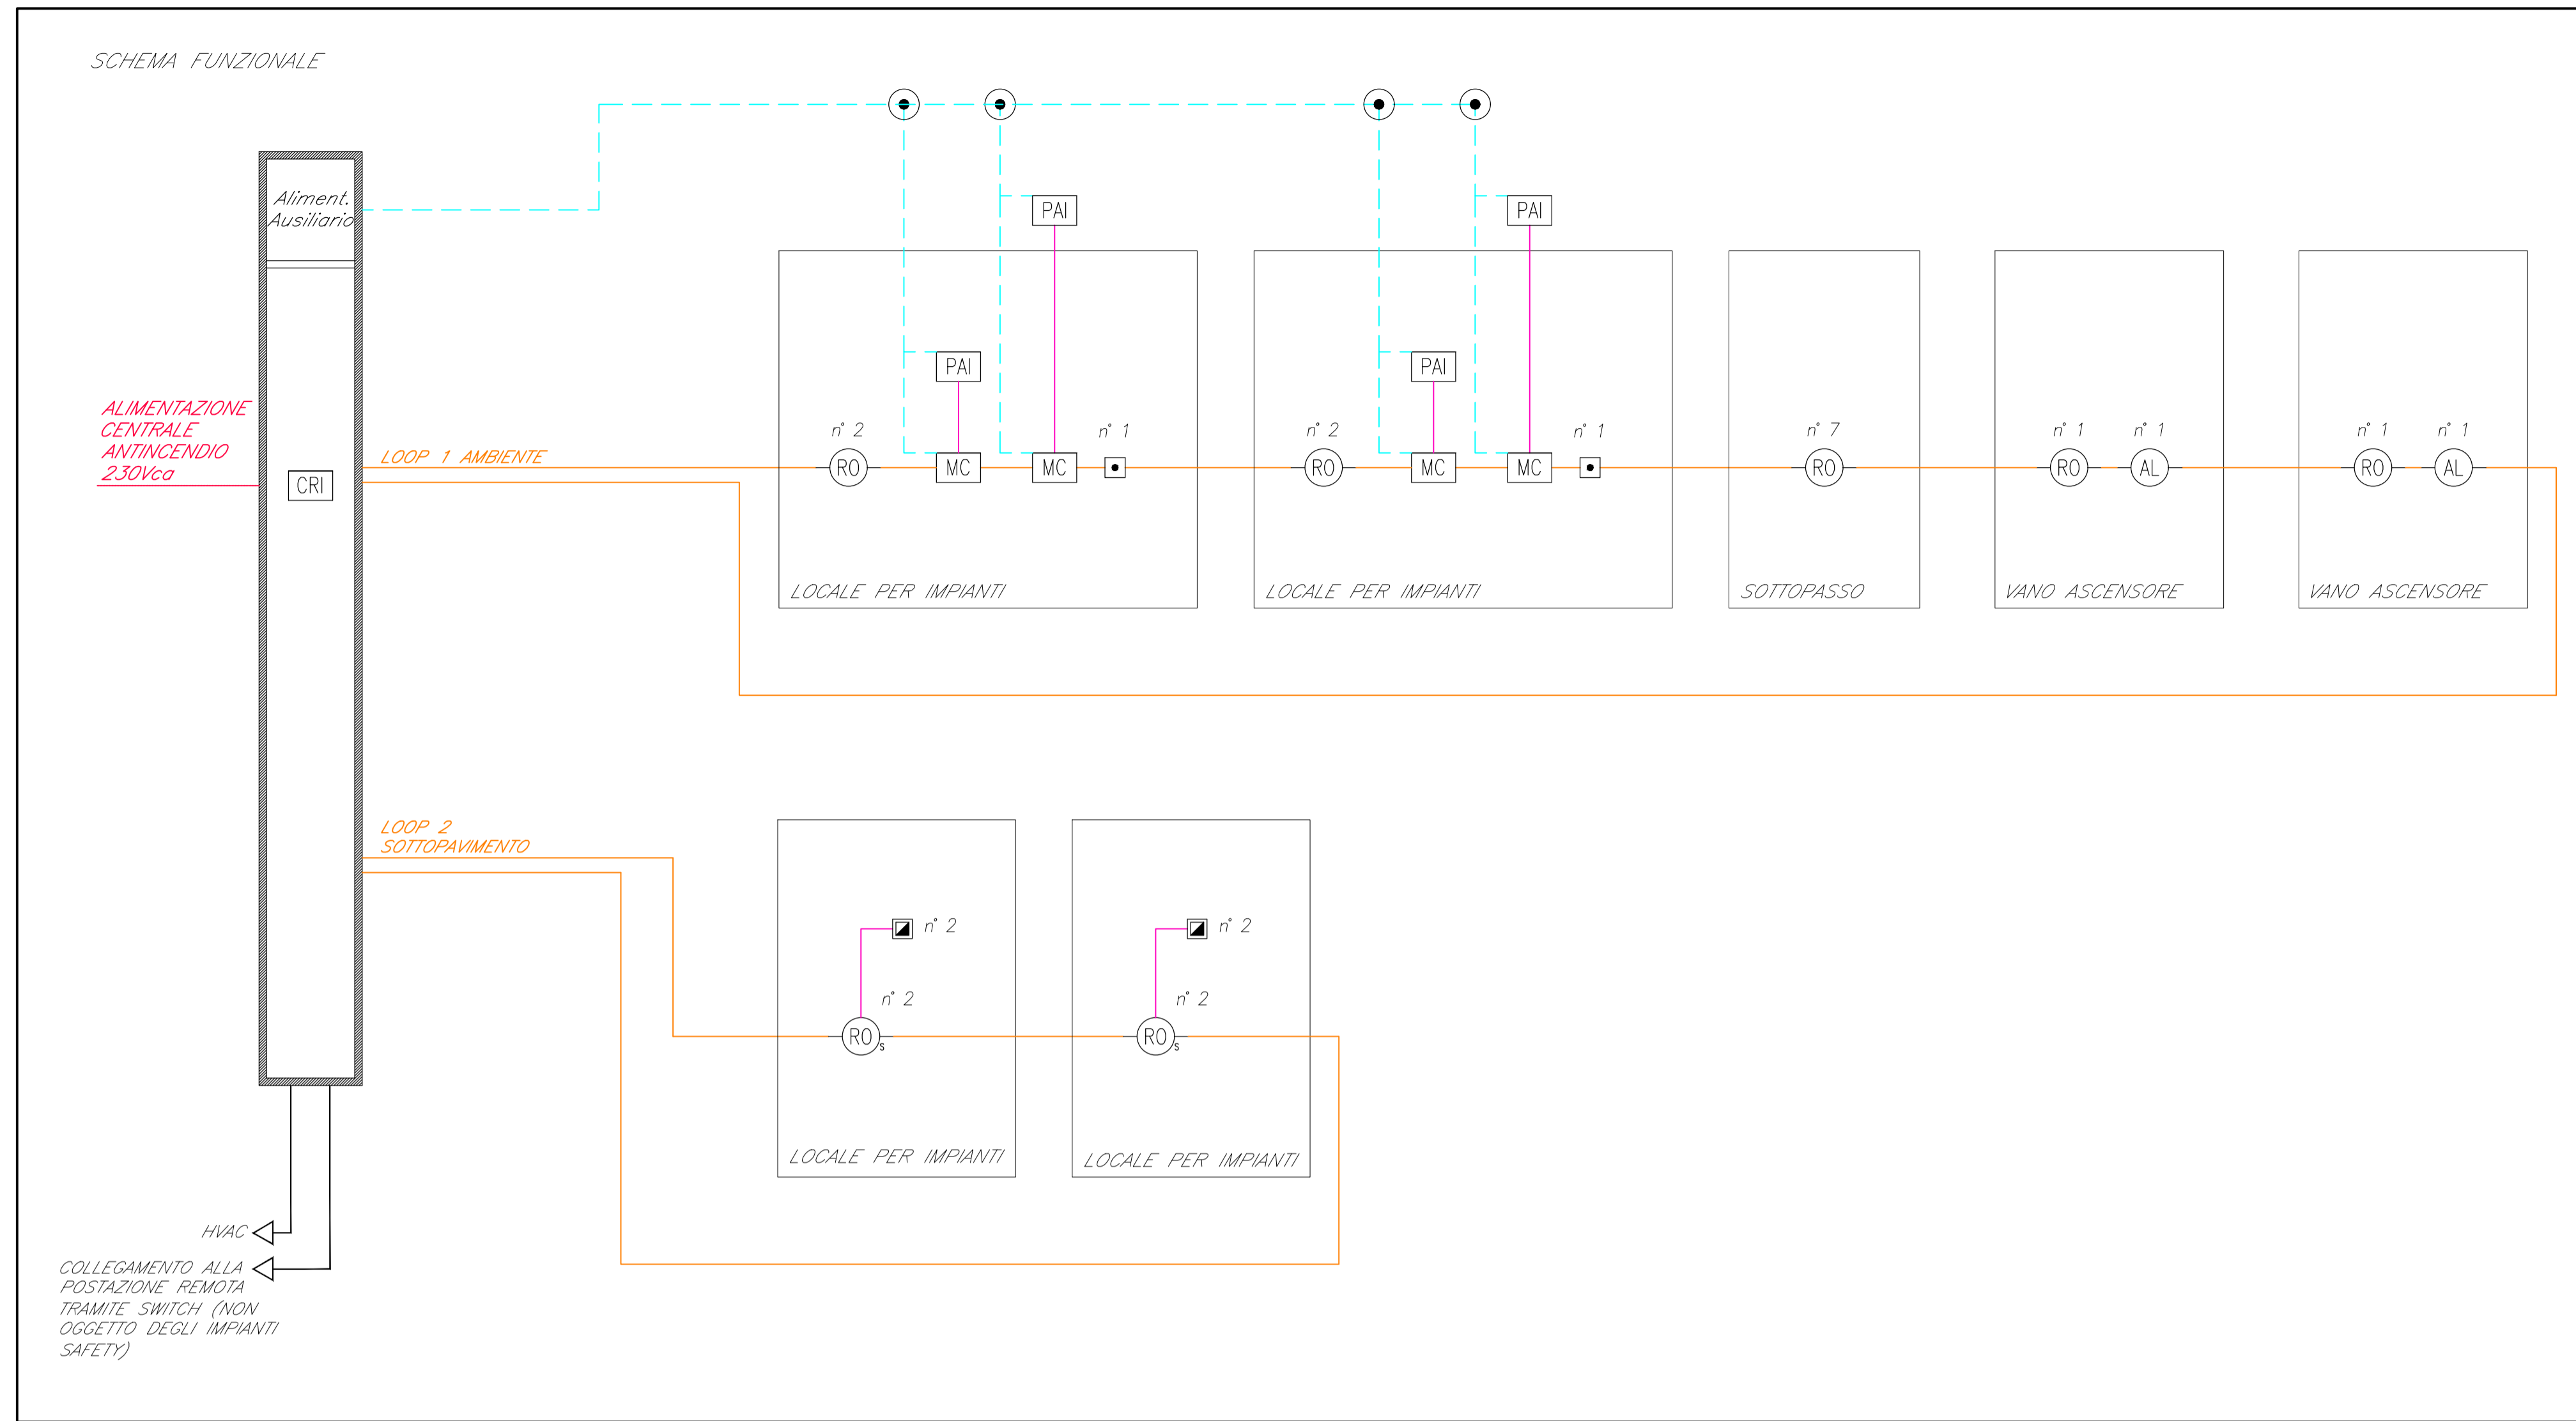 SCHEMA FUNZIONALE
Aliment.
Ausiliario
PAI
PAI
PAI
PAI
ALIMENTAZIONE
CENTRALE
ANTINCENDIO
230Vca
CRI
LOOP 1 AMBIENTE
n° 2
n° 1
n° 2
n° 1
n° 7
n° 1
n° 1
n° 1
n° 1
RO
MC
MC
RO
MC
MC
RO
RO
AL
RO
AL
LOCALE PER IMPIANTI
LOCALE PER IMPIANTI
SOTTOPASSO
VANO ASCENSORE
VANO ASCENSORE
LOOP 2
SOTTOPAVIMENTO
n° 2
n° 2
n° 2
n° 2
ROs
ROs
LOCALE PER IMPIANTI
LOCALE PER IMPIANTI
HVAC
COLLEGAMENTO ALLA
POSTAZIONE REMOTA
TRAMITE SWITCH (NON
OGGETTO DEGLI IMPIANTI
SAFETY)